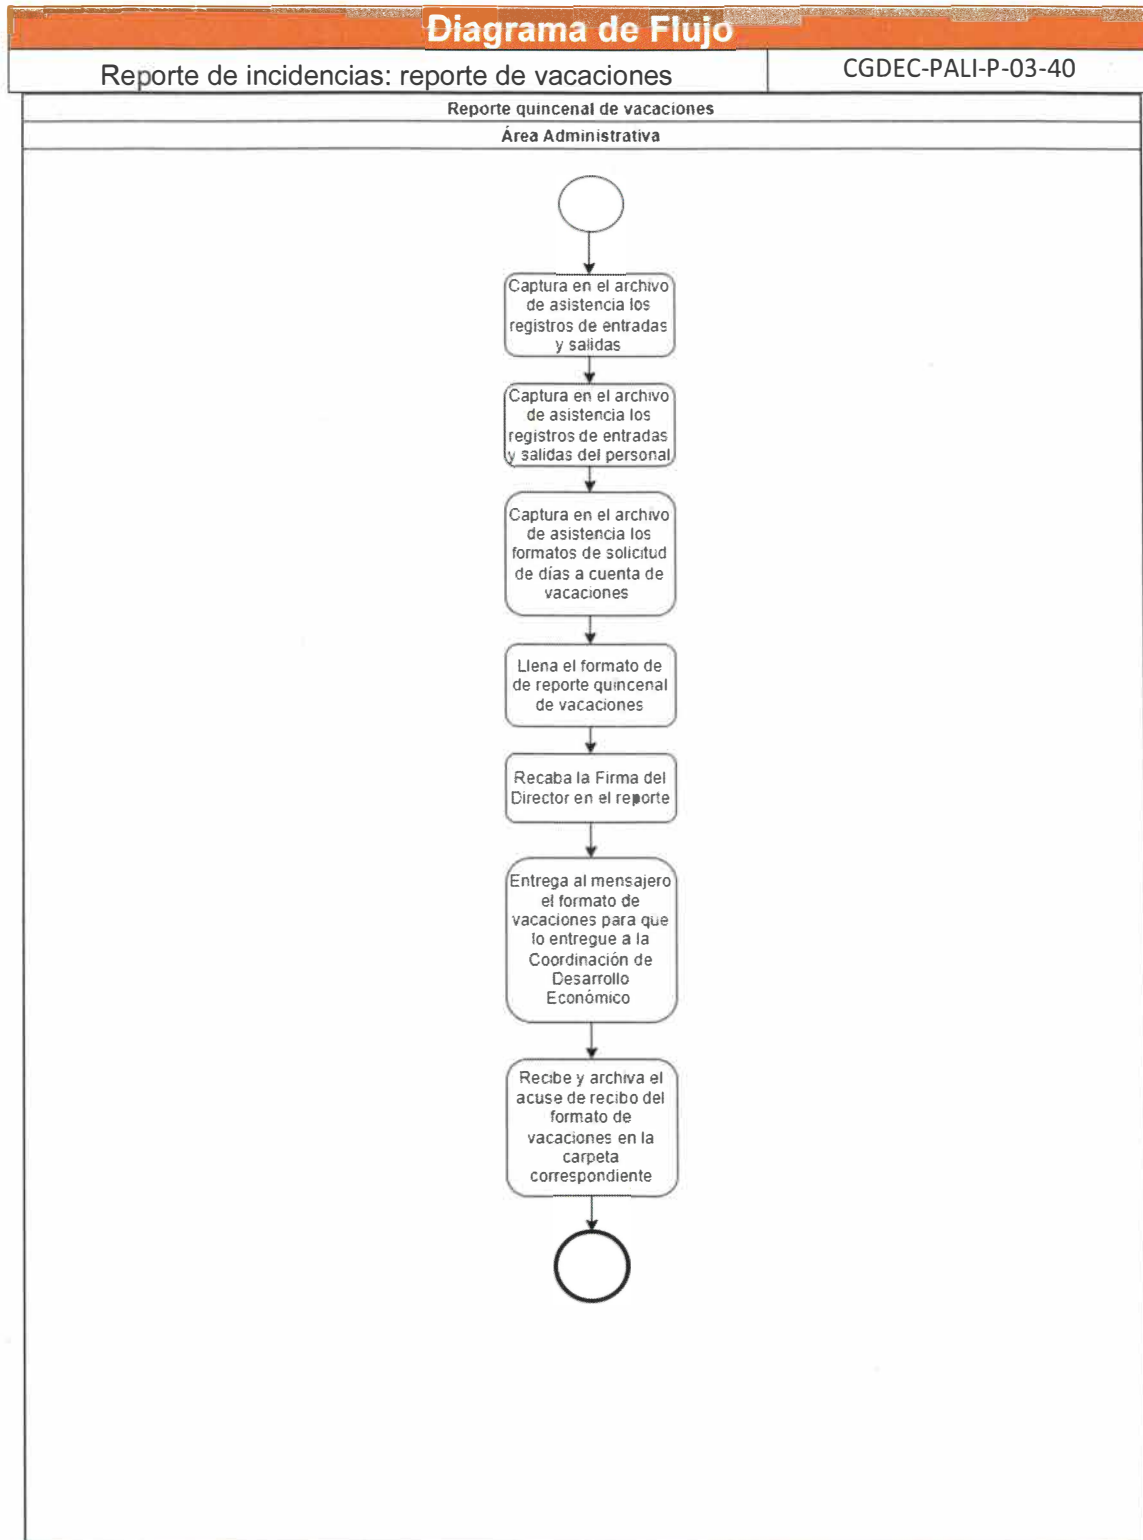 Diagrama de Flujo
Reporte de incidencias: reporte de vacaciones
CGDEC-PALI-P-03-40
Reporte quincenal de vacaciones
Área Administrativa
Captura en el archivo
de asistencia los
registros de entradas
y salidas
Captura en el archivo
de asistencia los
registros de entradas
y salidas del personal
Captura en el archivo
de asistencia los
formatos de solicitud
de días a cuenta de
vacaciones
Llena el formato de
de reporte quincenal
de vacaciones
Recaba la Firma del
Director en el reporte
Entrega al mensajero
el formato de
vacaciones para que
lo entregue a la
Coordinación de
Desarrollo
Económico
Recibe y archiva el
acuse de recibo del
formato de
vacaciones en la
carpeta
correspondiente